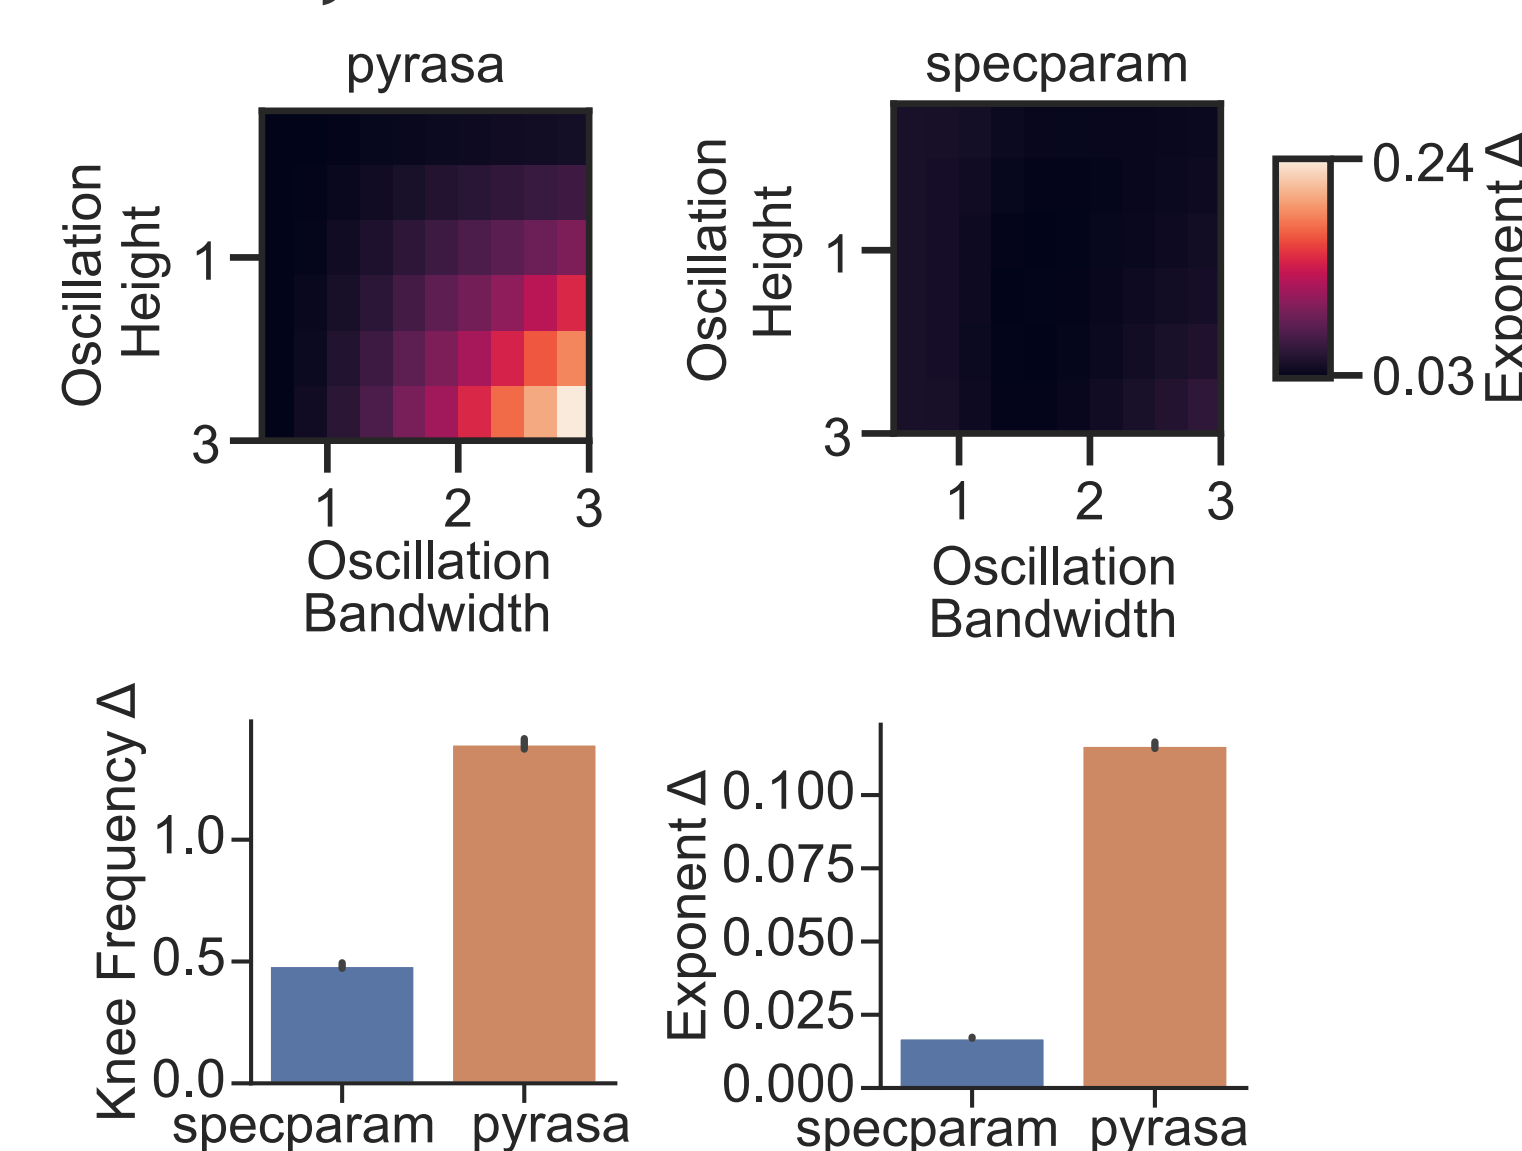 pyrasa
specparam
Oscillation
Height
1
3
1
2
3
Oscillation
Bandwidth
Oscillation
Height
1
3
1
2
3
Oscillation
Bandwidth
0.24
0.03
Exponent Δ
Knee Frequency Δ
1.0
0.5
0.0
specparam
pyrasa
Exponent Δ
0.100
0.075
0.050
0.025
0.000
specparam
pyrasa